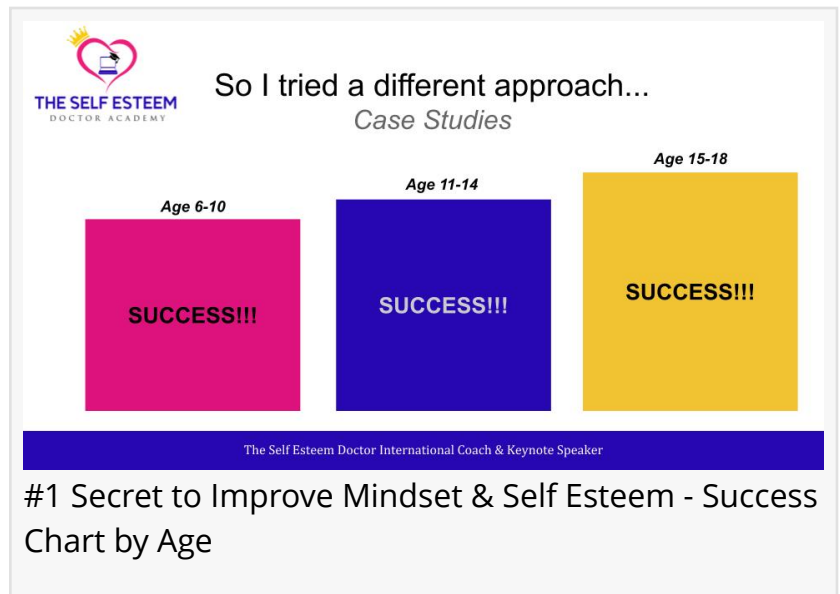 THE SELF ESTEEM
DOCTOR ACADEMY
So I tried a different approach...
Case Studies
Age 6-10
Age 11-14
Age 15-18
SUCCESS!!!
SUCCESS!!!
SUCCESS!!!
The Self Esteem Doctor International Coach & Keynote Speaker
#1 Secret to Improve Mindset & Self Esteem - Success
Chart by Age